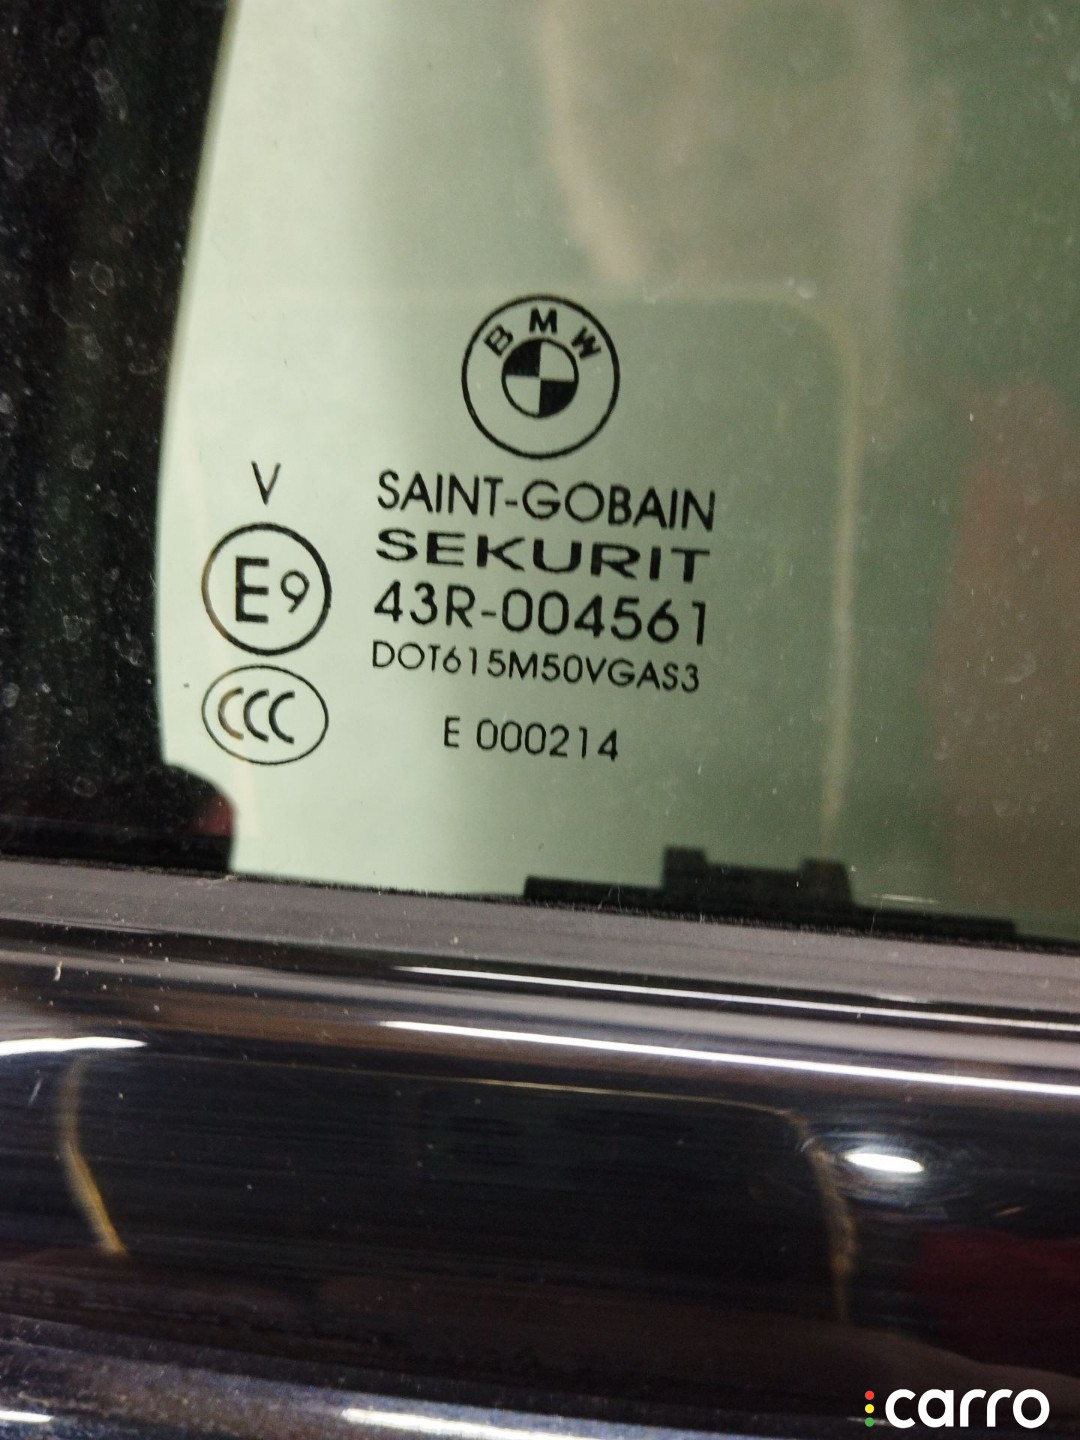 BMW
V
SAINT-GOBAIN
SEKURIT
E9
43R-004561
DOT615M50VGAS3
CCC
E 000214
carro